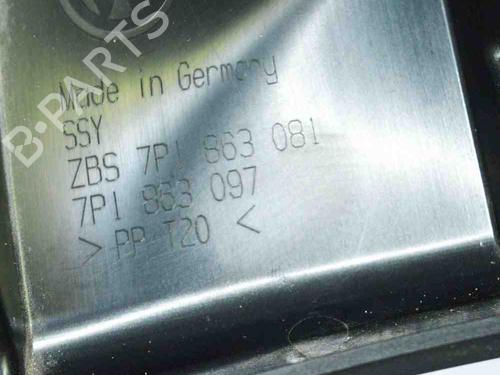 B-PARTS
Made in Germany
SSY
ZBS 7P1 863 081
7P1 863 097
> PP T20 <